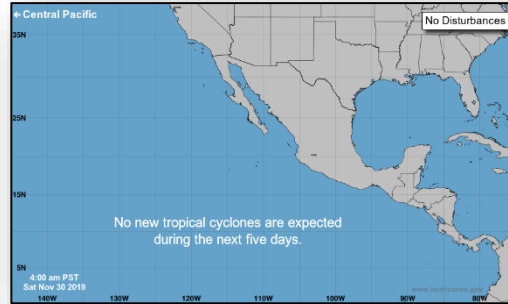 ← Central Pacific
No Disturbances
35N
25N
15N
No new tropical cyclones are expected
during the next five days.
5N
4:00 am PST
Sat Nov 30 2019
www.hurricanes.gov
140W
130W
120W
110W
100W
90W
80W